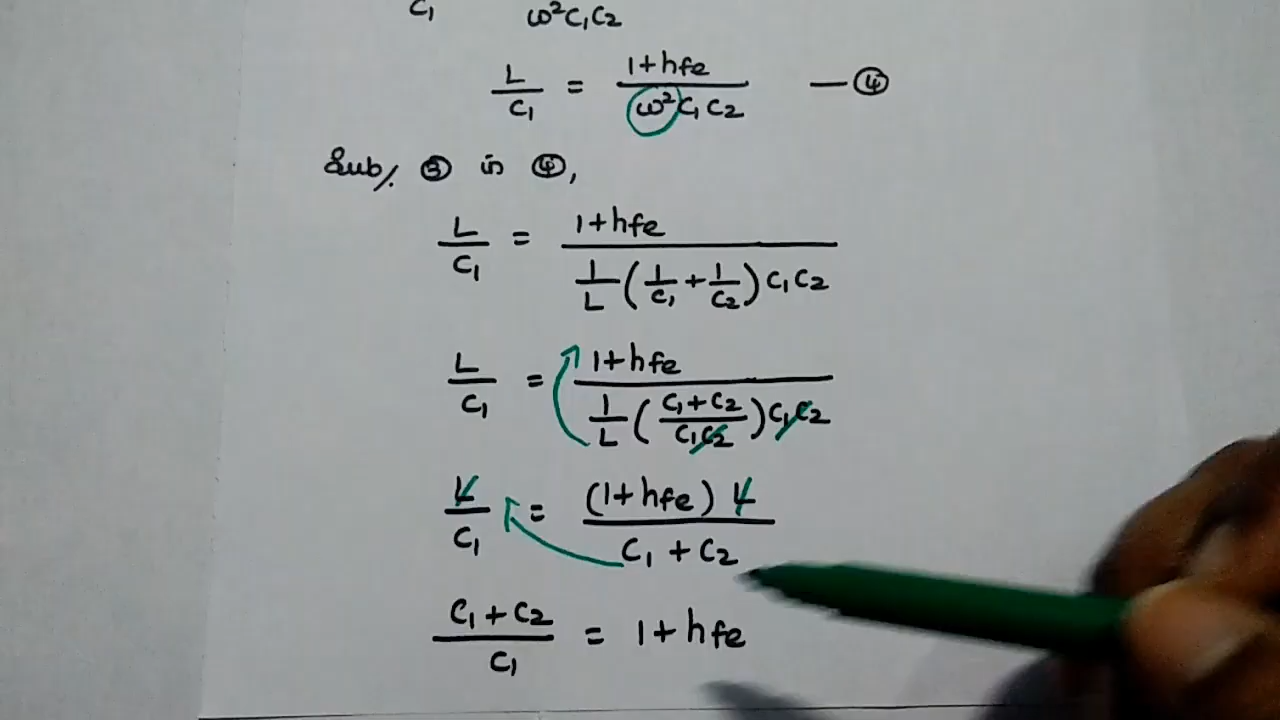 C₁ ω²C₁C₂
L/C₁ = (1+hfe)/(ω²C₁C₂) — ④
Sub/. ③ in ④,
L/C₁ = (1+hfe)/(1/L (1/C₁ + 1/C₂) C₁C₂)
L/C₁ = (1+hfe)/(1/L ((C₁+C₂)/(C₁C₂)) C₁C₂)
L/C₁ = ((1+hfe) L)/(C₁+C₂)
(C₁+C₂)/C₁ = 1+hfe